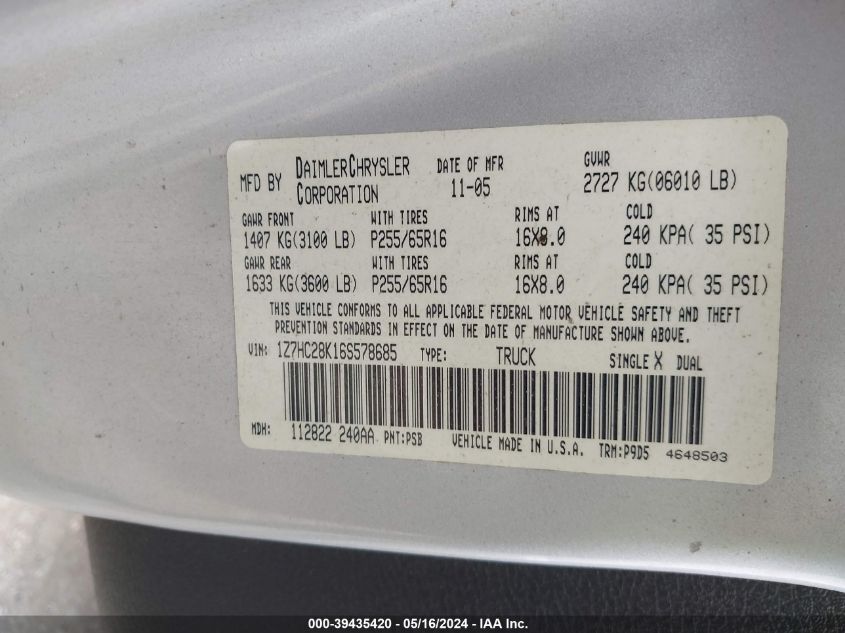 MFD BY DAIMLERCHRYSLER CORPORATION DATE OF MFR 11-05 GVWR 2727 KG(06010 LB)
GAWR FRONT WITH TIRES RIMS AT COLD
1407 KG(3100 LB) P255/65R16 16X8.0 240 KPA( 35 PSI)
GAWR REAR WITH TIRES RIMS AT COLD
1633 KG(3600 LB) P255/65R16 16X8.0 240 KPA( 35 PSI)
THIS VEHICLE CONFORMS TO ALL APPLICABLE FEDERAL MOTOR VEHICLE SAFETY AND THEFT
PREVENTION STANDARDS IN EFFECT ON THE DATE OF MANUFACTURE SHOWN ABOVE.
VIN: 1Z7HC28K16S578685 TYPE: TRUCK SINGLE X DUAL
MDH: 112822 240AA PNT:PSB VEHICLE MADE IN U.S.A. TRM:P9D5 4648503
000-39435420 - 05/16/2024 - IAA Inc.